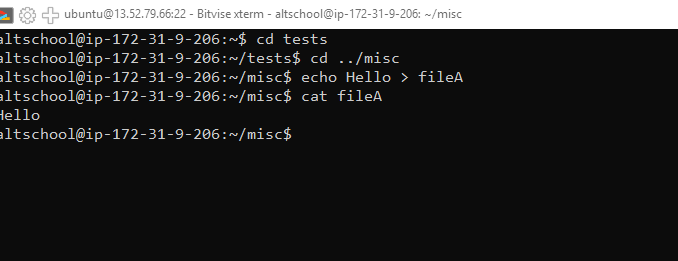 ubuntu@13.52.79.66:22 - Bitvise xterm - altschool@ip-172-31-9-206: ~/misc
altschool@ip-172-31-9-206:~$ cd tests
altschool@ip-172-31-9-206:~/tests$ cd ../misc
altschool@ip-172-31-9-206:~/misc$ echo Hello > fileA
altschool@ip-172-31-9-206:~/misc$ cat fileA
Hello
altschool@ip-172-31-9-206:~/misc$